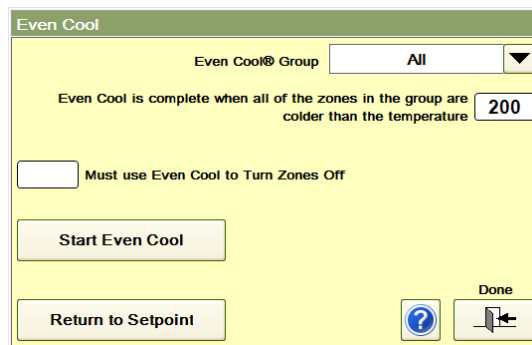 Even Cool
Even Cool® Group
All
Even Cool is complete when all of the zones in the group are
colder than the temperature
200
Must use Even Cool to Turn Zones Off
Start Even Cool
Done
Return to Setpoint
?